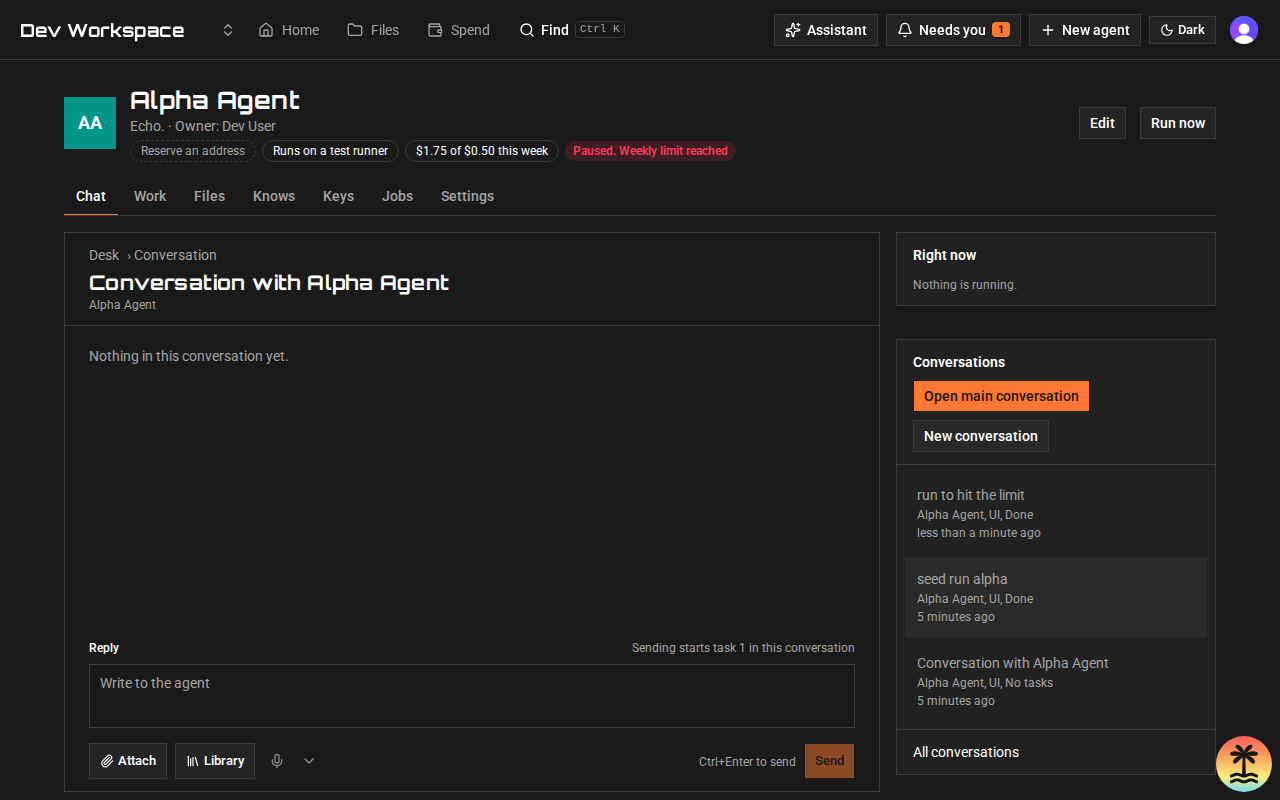 Dev Workspace
Home
Files
Spend
Find
Ctrl K
Assistant
Needs you
1
New agent
Dark
AA
Alpha Agent
Echo. · Owner: Dev User
Reserve an address
Runs on a test runner
$1.75 of $0.50 this week
Paused. Weekly limit reached
Edit
Run now
Chat
Work
Files
Knows
Keys
Jobs
Settings
Desk › Conversation
Conversation with Alpha Agent
Alpha Agent
Nothing in this conversation yet.
Reply
Sending starts task 1 in this conversation
Write to the agent
Attach
Library
Ctrl+Enter to send
Send
Right now
Nothing is running.
Conversations
Open main conversation
New conversation
run to hit the limit
Alpha Agent, UI, Done
less than a minute ago
seed run alpha
Alpha Agent, UI, Done
5 minutes ago
Conversation with Alpha Agent
Alpha Agent, UI, No tasks
5 minutes ago
All conversations